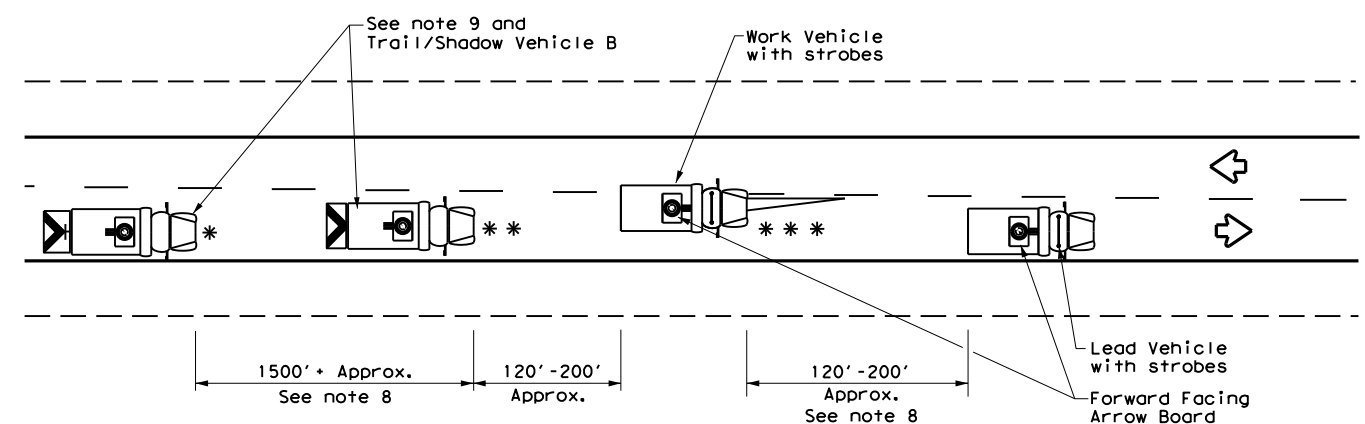 See note 9 and
Trail/Shadow Vehicle B
Work Vehicle
with strobes
*
* *
* * *
1500'+ Approx.
See note 8
120'-200'
Approx.
120'-200'
Approx.
See note 8
Lead Vehicle
with strobes
Forward Facing
Arrow Board